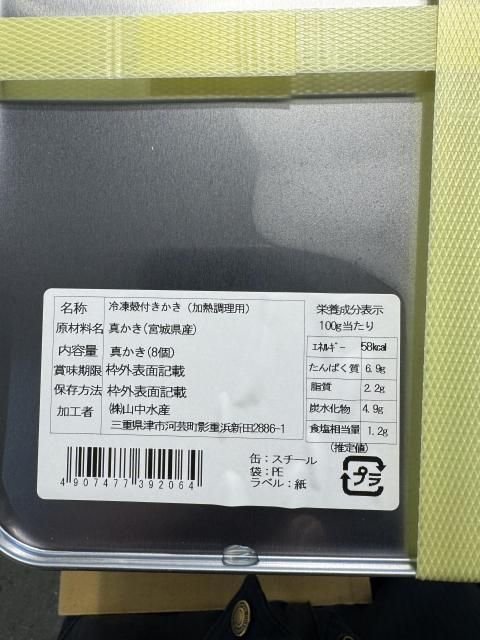 名称 冷凍殻付きかき（加熱調理用）
原材料名 真かき(宮城県産)
内容量 真かき(8個)
賞味期限 枠外表面記載
保存方法 枠外表面記載
加工者 ㈱山中水産
三重県津市河芸町影重浜新田2886-1
栄養成分表示
100g当たり
ｴﾈﾙｷﾞｰ 58kcal
たんぱく質 6.9g
脂質 2.2g
炭水化物 4.9g
食塩相当量 1.2g
(推定値)
缶：スチール
袋：PE
ラベル：紙
プラ
4907477392064